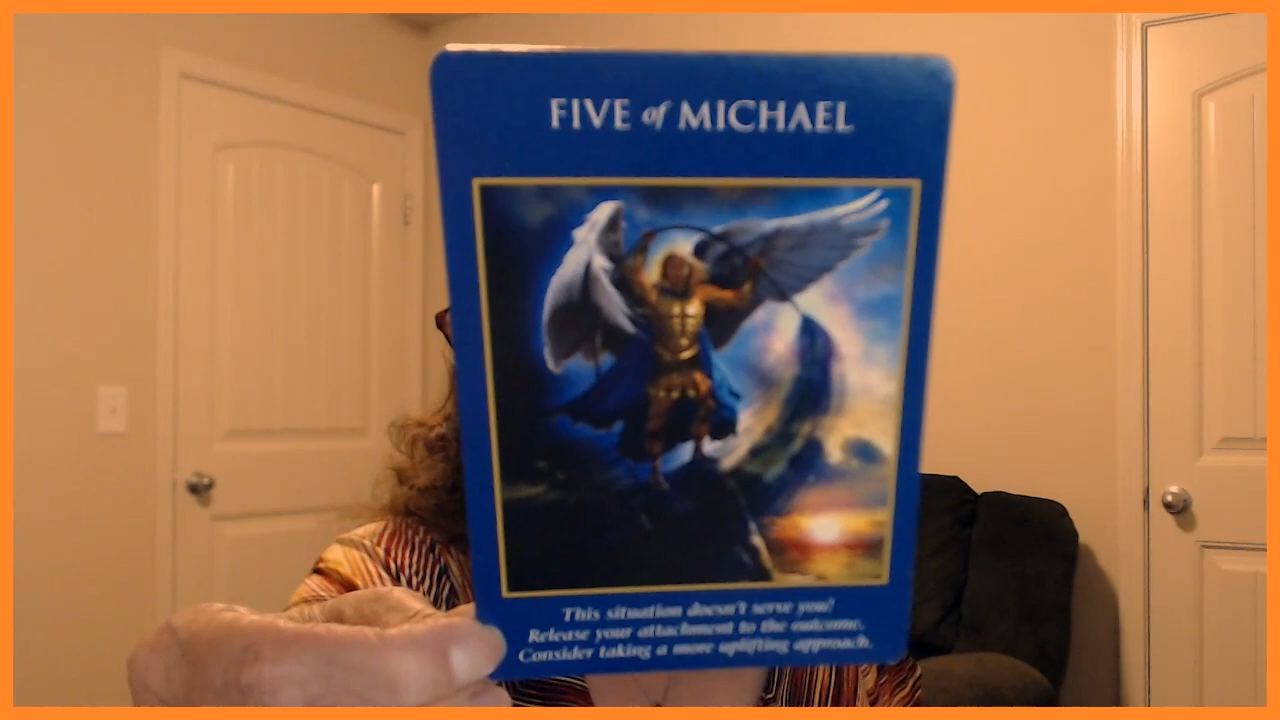 FIVE of MICHAEL
This situation doesn't serve you!
Release your attachment to the outcome.
Consider taking a more uplifting approach.